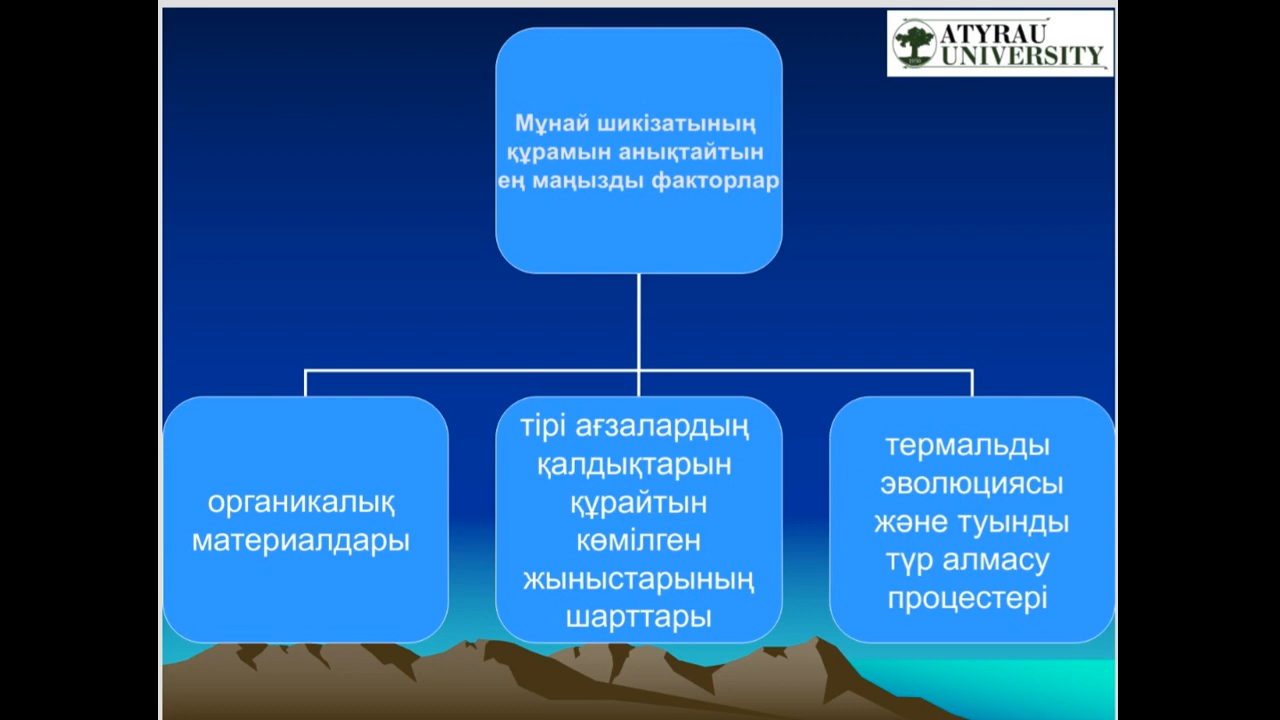 ATYRAU
UNIVERSITY
Мұнай шикізатының
құрамын анықтайтын
ең маңызды факторлар
органикалық
материалдары
тірі ағзалардың
қалдықтарын
құрайтын
көмілген
жыныстарының
шарттары
термальды
эволюциясы
және туынды
түр алмасу
процестері